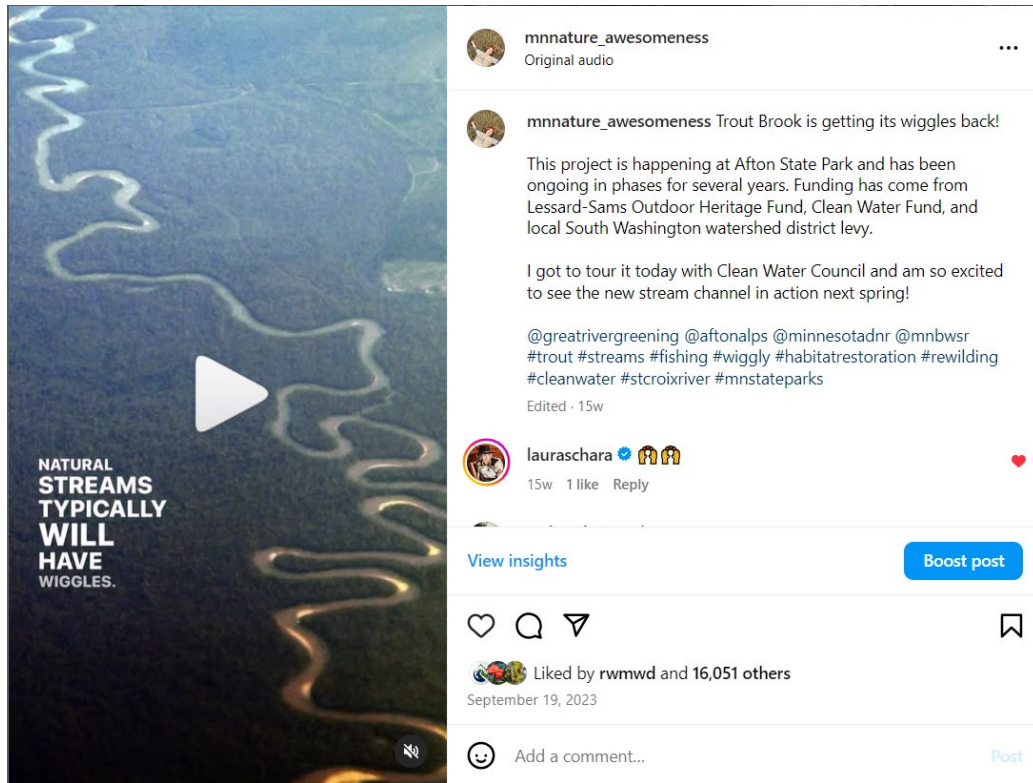 NATURAL
STREAMS
TYPICALLY
WILL
HAVE
WIGGLES.
mnnature_awesomeness
Original audio
mnnature_awesomeness Trout Brook is getting its wiggles back!
This project is happening at Afton State Park and has been
ongoing in phases for several years. Funding has come from
Lessard-Sams Outdoor Heritage Fund, Clean Water Fund, and
local South Washington watershed district levy.
I got to tour it today with Clean Water Council and am so excited
to see the new stream channel in action next spring!
@greatrivergreening @aftonalps @minnesotadnr @mnbwsr
#trout #streams #fishing #wiggly #habitatrestoration #rewilding
#cleanwater #stcroixriver #mnstateparks
Edited · 15w
lauraschara 🙌🙌
15w 1 like Reply
View insights
Boost post
Liked by rwmwd and 16,051 others
September 19, 2023
Add a comment...
Post